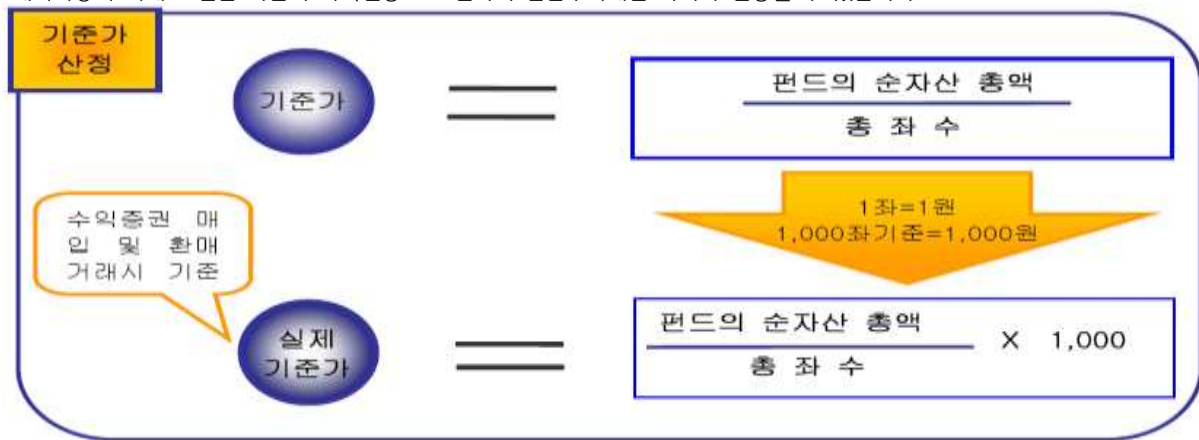 기준가
산정
기준가
펀드의 순자산 총액
총 좌 수
1좌=1원
1,000좌기준=1,000원
수익증권 매
입 및 환매
거래시 기준
실제
기준가
펀드의 순자산 총액
총 좌 수
X 1,000